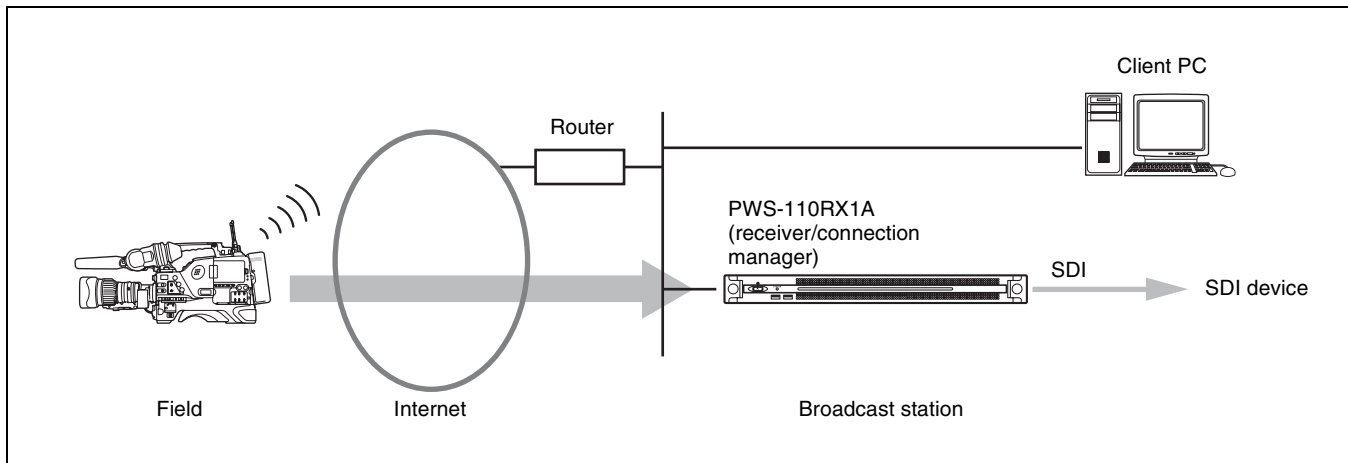 Client PC
Router
PWS-110RX1A
(receiver/connection
manager)
SDI
SDI device
Field
Internet
Broadcast station